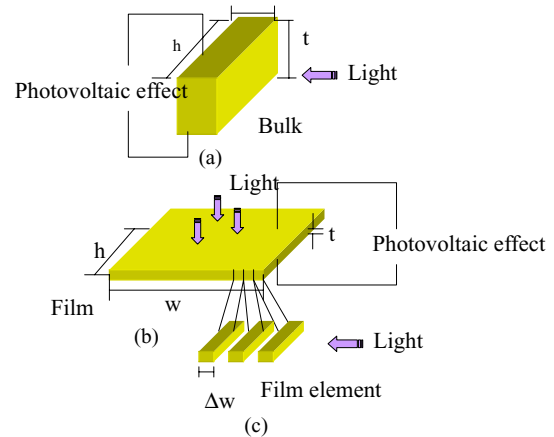 h
t
Light
Photovoltaic effect
Bulk
(a)
Light
h
t
Photovoltaic effect
Film
w
(b)
Light
Film element
Δw
(c)